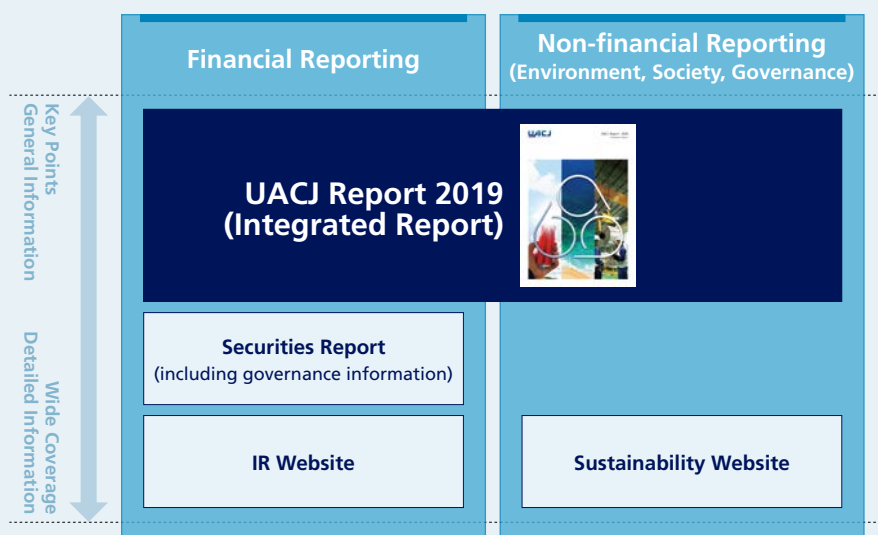 Financial Reporting
Non-financial Reporting
(Environment, Society, Governance)
Key Points
General Information
UACJ Report 2019
(Integrated Report)
UACJ
Securities Report
(including governance information)
Wide Coverage
Detailed Information
IR Website
Sustainability Website